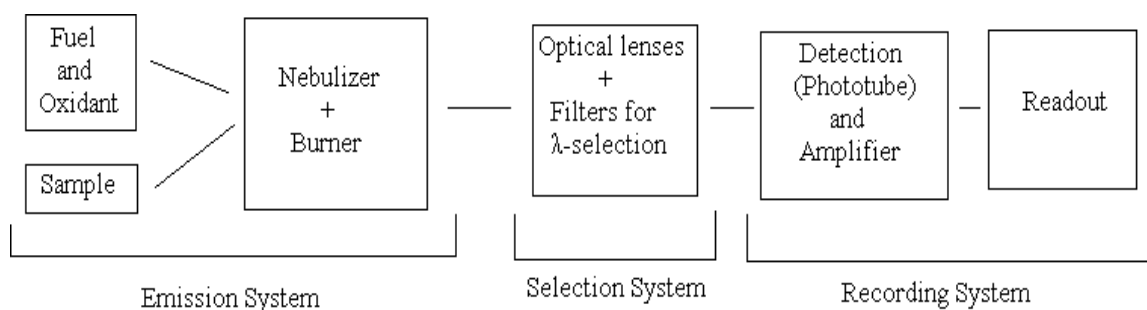 Fuel
and
Oxidant
Sample
Nebulizer
+
Burner
Optical lenses
+
Filters for
λ-selection
Detection
(Phototube)
and
Amplifier
Readout
Emission System
Selection System
Recording System